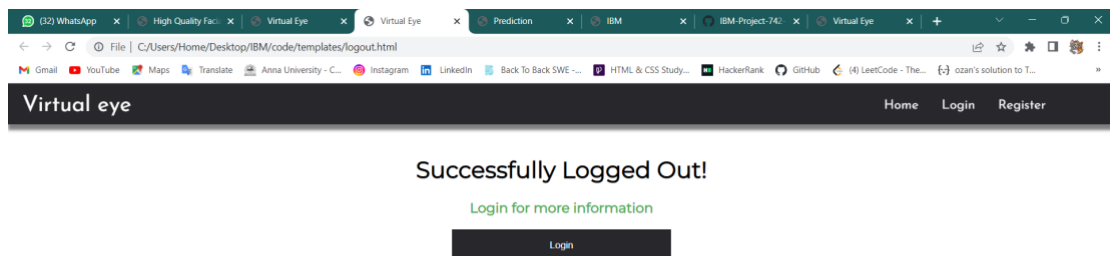 (32) WhatsApp High Quality Facia Virtual Eye Virtual Eye Prediction IBM IBM-Project-742 Virtual Eye
File C:/Users/Home/Desktop/IBM/code/templates/logout.html
Gmail YouTube Maps Translate Anna University - C... Instagram LinkedIn Back To Back SWE -... HTML & CSS Study... HackerRank GitHub (4) LeetCode - The... ozan's solution to T... »
Virtual eye Home Login Register
Successfully Logged Out!
Login for more information
Login